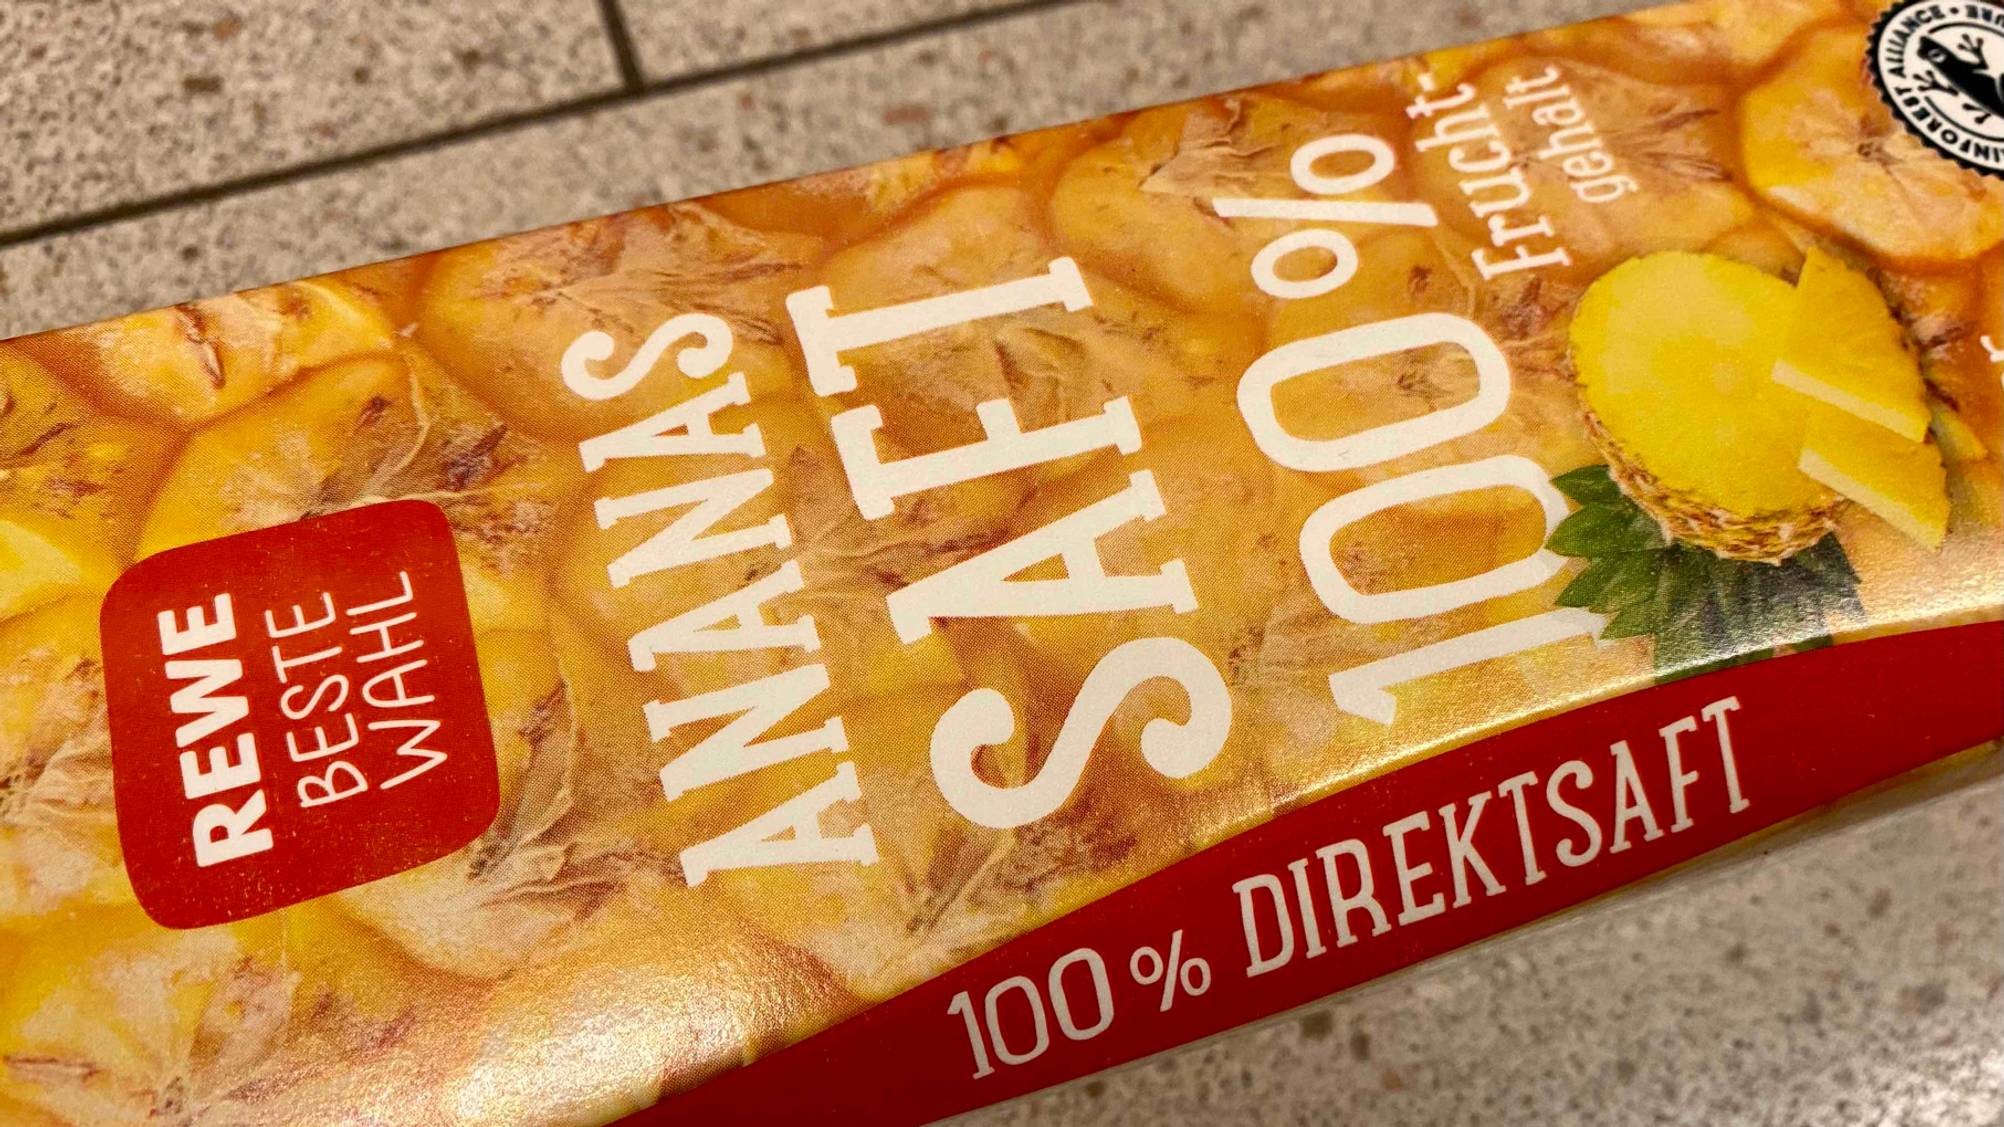 REWE
BESTE
WAHL
ANANAS
SAFT
100%
Frucht-
gehalt
100% DIREKTSAFT